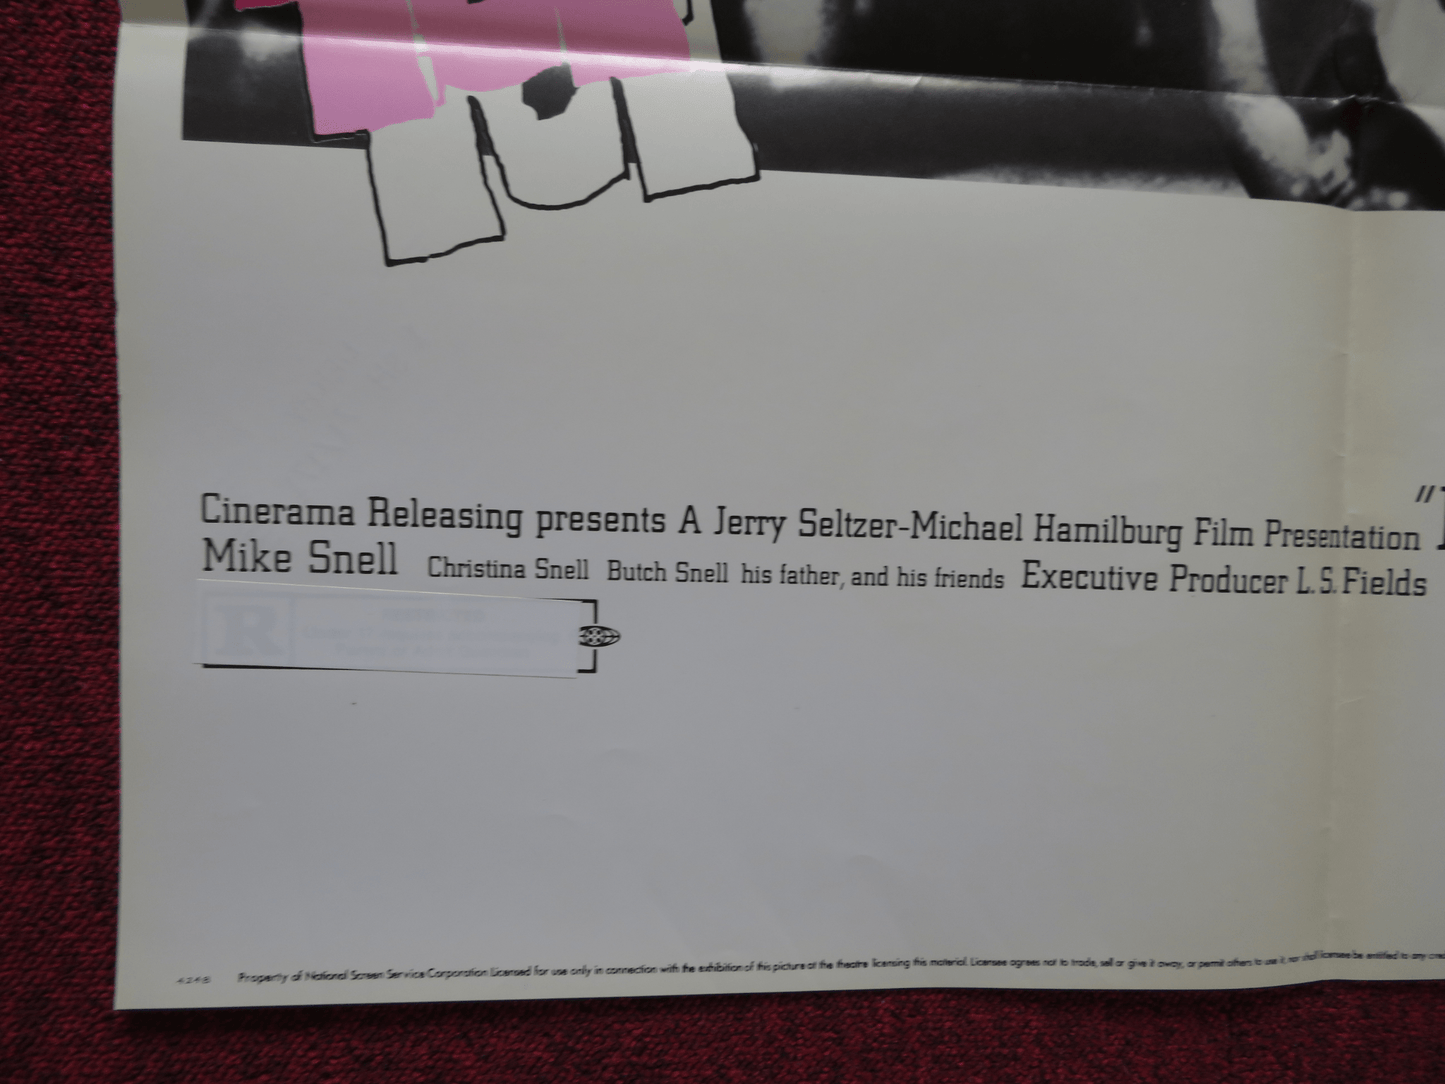 Cinerama Releasing presents A Jerry Seltzer-Michael Hamilburg Film Presentation
Mike Snell Christina Snell Butch Snell his father, and his friends Executive Producer L.S. Fields
R
Property of National Screen Service Corporation Licensed for use only in connection with the exhibition of this picture at the theatre licensing this material. Licensee agrees not to trade, sell or give it away, or permit others to use it, nor shall licensee be entitled to any